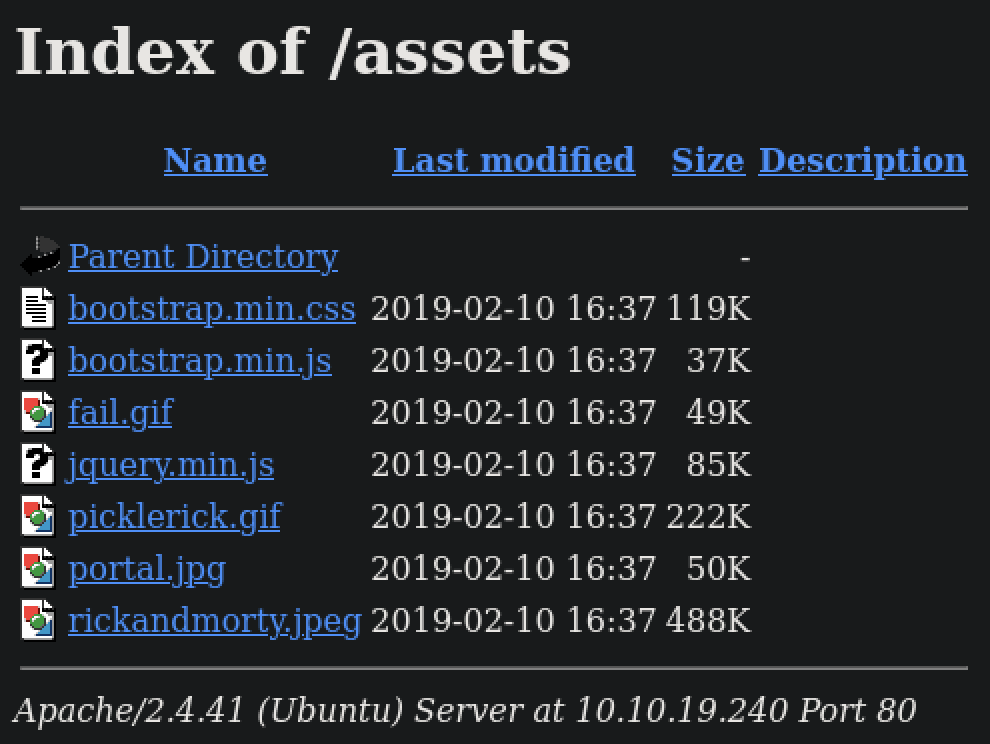 Index of /assets
Name Last modified Size Description
Parent Directory -
bootstrap.min.css 2019-02-10 16:37 119K
bootstrap.min.js 2019-02-10 16:37 37K
fail.gif 2019-02-10 16:37 49K
jquery.min.js 2019-02-10 16:37 85K
picklerick.gif 2019-02-10 16:37 222K
portal.jpg 2019-02-10 16:37 50K
rickandmorty.jpeg 2019-02-10 16:37 488K
Apache/2.4.41 (Ubuntu) Server at 10.10.19.240 Port 80